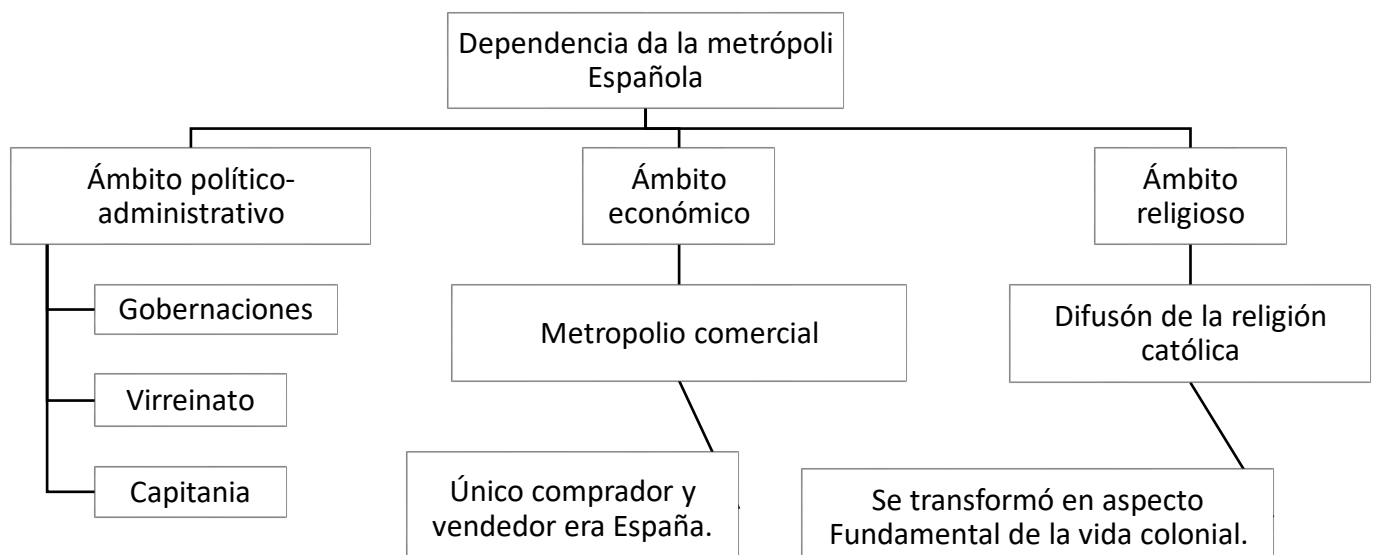 Dependencia da la metrópoli
Española
Ámbito político-
administrativo
Gobernaciones
Virreinato
Capitania
Ámbito
económico
Metropolio comercial
Único comprador y
vendedor era España.
Ámbito
religioso
Difusón de la religión
católica
Se transformó en aspecto
Fundamental de la vida colonial.